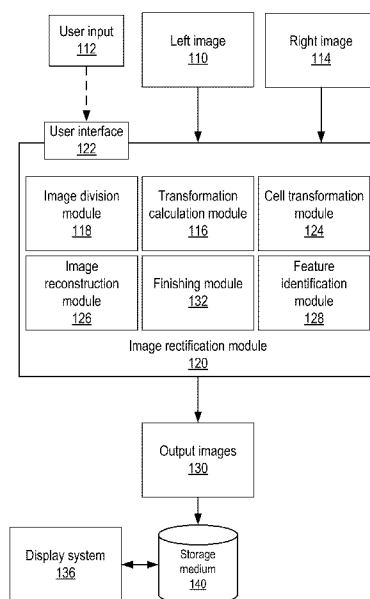 User input
112
Left image
110
Right image
114
User interface
122
Image division
module
118
Transformation
calculation module
116
Cell transformation
module
124
Image
reconstruction
module
126
Finishing module
132
Feature
identification
module
128
Image rectification module
120
Output images
130
Display system
136
Storage
medium
140